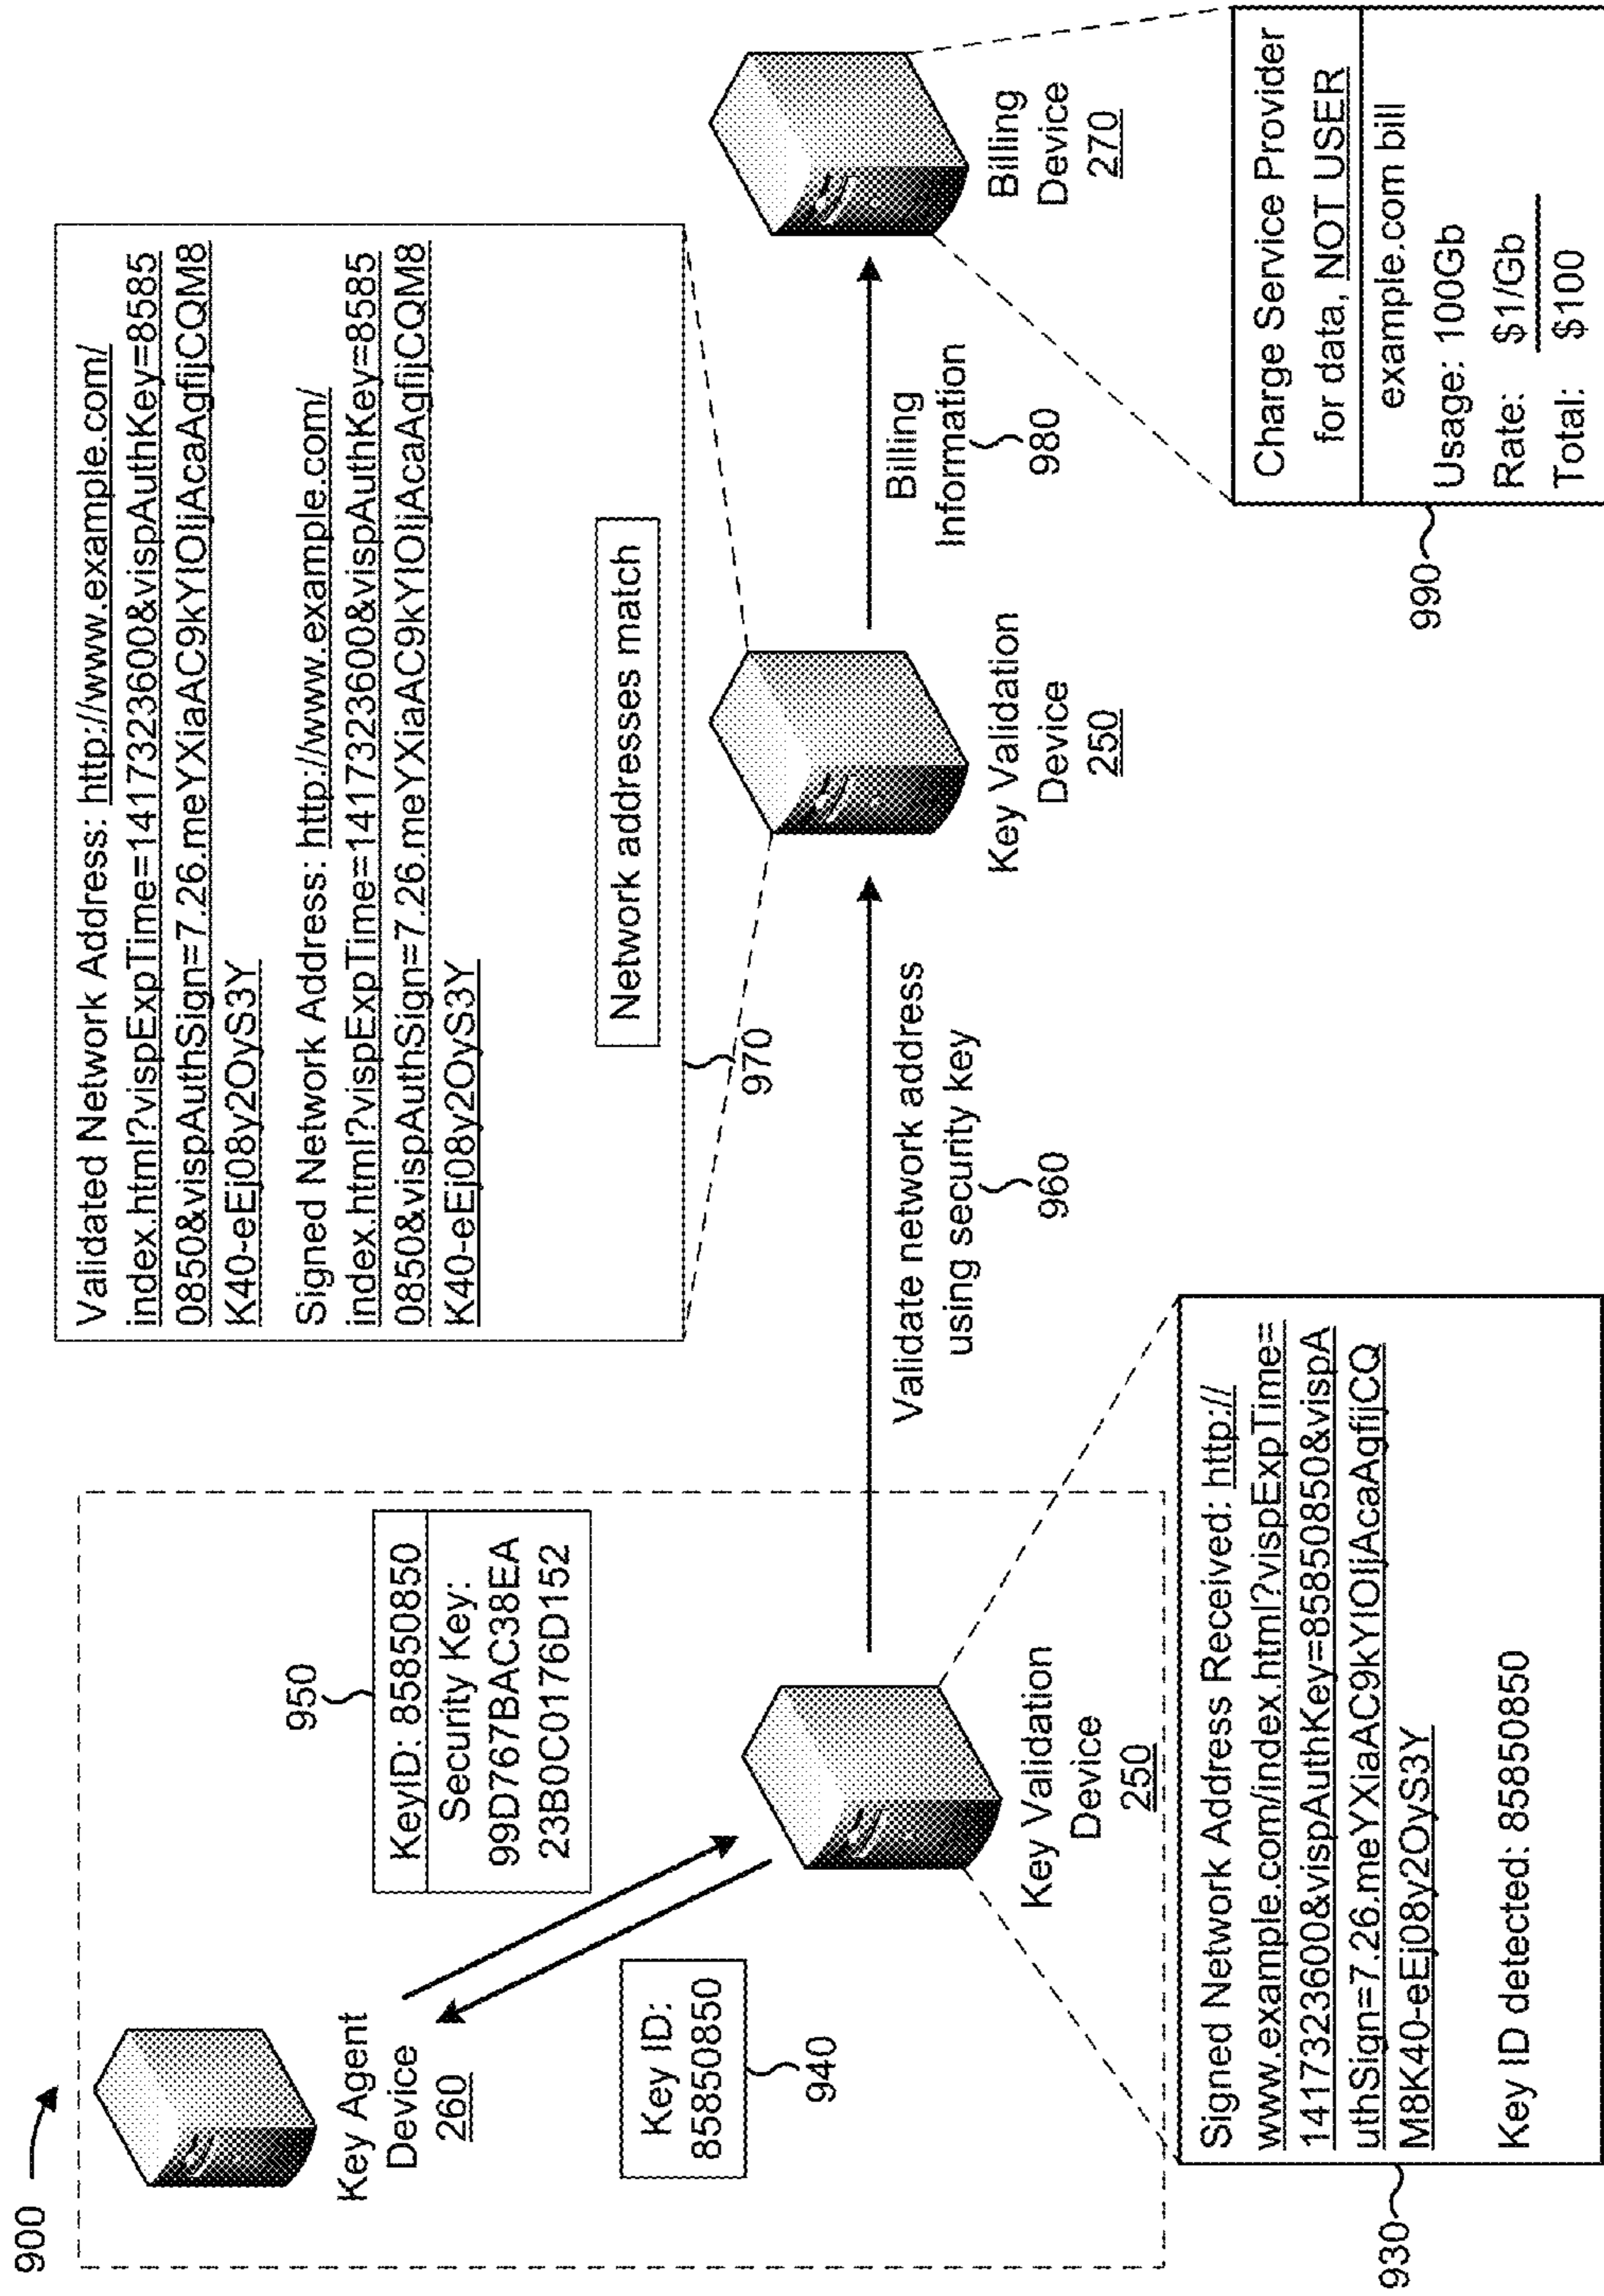 900
Key Agent
Device
260
Key ID:
85850850
940
950
KeyID: 85850850
Security Key:
99D767BAC38EA
23B0C0176D152
Key Validation
Device
250
930
Signed Network Address Received: http://
www.example.com/index.html?vispExpTime=
1417323600&vispAuthKey=85850850&vispA
uthSign=7.26.meYYXiaAC9kYIOIjAcaAqfijCQ
M8K40-eEj08y2OyS3Y
Key ID detected: 85850850
Validate network address
using security key
960
Validated Network Address: http://www.example.com/
index.html?vispExpTime=1417323600&vispAuthKey=8585
0850&vispAuthSign=7.26.meYYXiaAC9kYIOIjAcaAqfijCQM8
K40-eEj08y2OyS3Y
Signed Network Address: http://www.example.com/
index.html?vispExpTime=1417323600&vispAuthKey=8585
0850&vispAuthSign=7.26.meYYXiaAC9kYIOIjAcaAqfijCQM8
K40-eEj08y2OyS3Y
Network addresses match
970
Key Validation
Device
250
Billing
Information
980
Billing
Device
270
990
Charge Service Provider
for data, NOT USER
example.com bill
Usage: 100Gb
Rate: $1/Gb
Total: $100